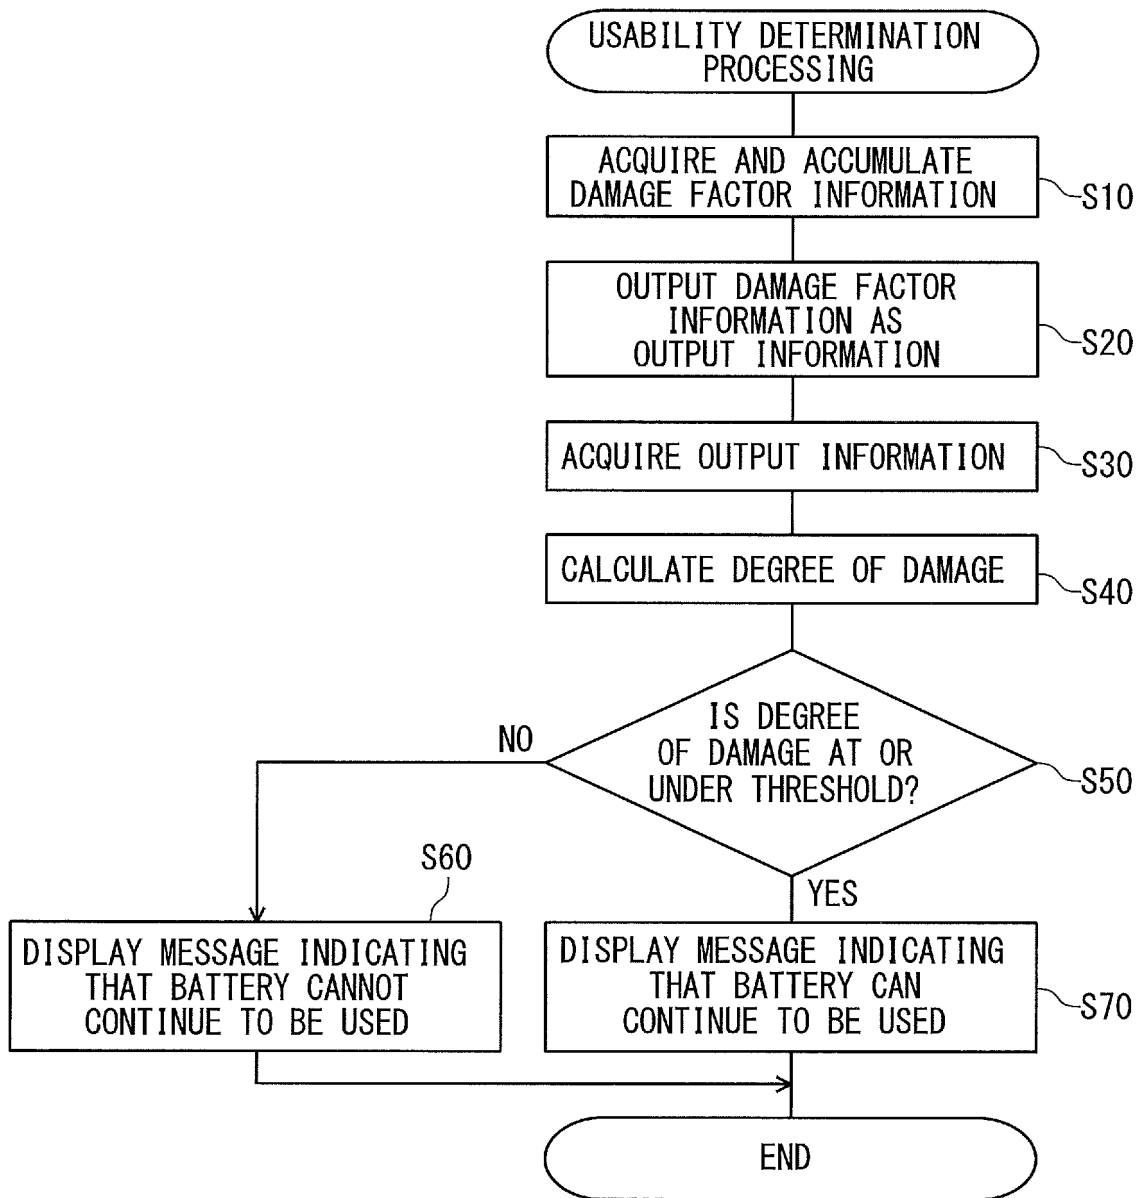 USABILITY DETERMINATION
PROCESSING
ACQUIRE AND ACCUMULATE
DAMAGE FACTOR INFORMATION
S10
OUTPUT DAMAGE FACTOR
INFORMATION AS
OUTPUT INFORMATION
S20
ACQUIRE OUTPUT INFORMATION
S30
CALCULATE DEGREE OF DAMAGE
S40
IS DEGREE
OF DAMAGE AT OR
UNDER THRESHOLD?
S50
NO
YES
S60
DISPLAY MESSAGE INDICATING
THAT BATTERY CANNOT
CONTINUE TO BE USED
DISPLAY MESSAGE INDICATING
THAT BATTERY CAN
CONTINUE TO BE USED
S70
END